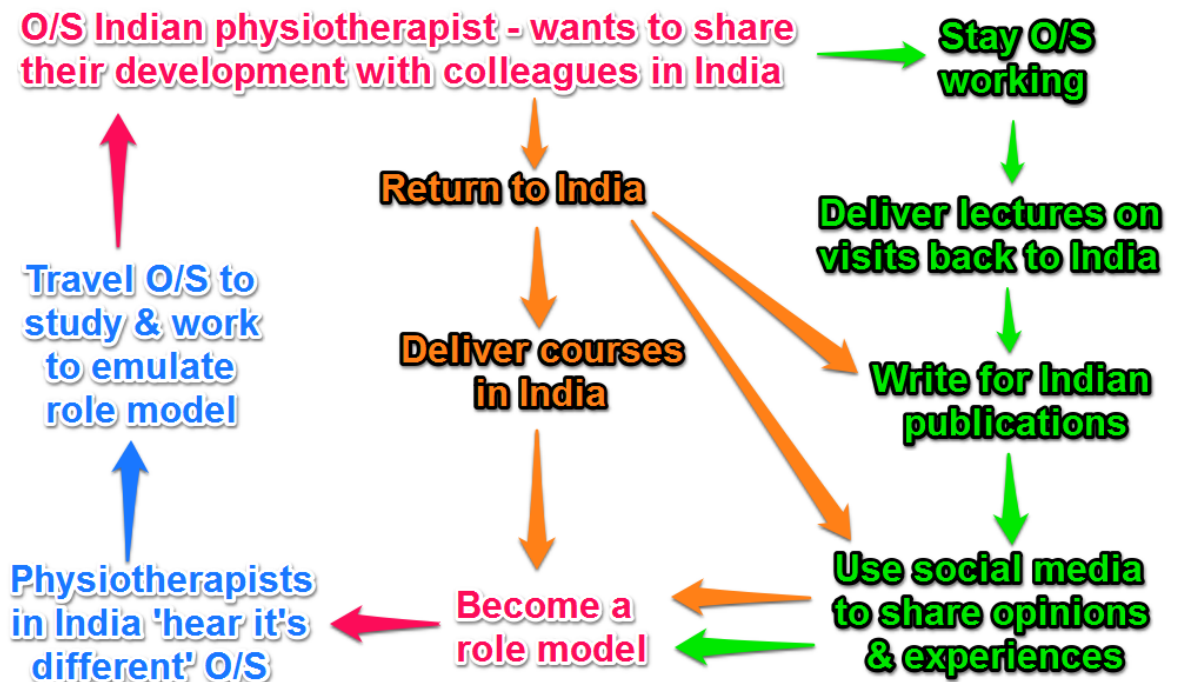 O/S Indian physiotherapist - wants to share
their development with colleagues in India
Stay O/S
working
Return to India
Deliver lectures on
visits back to India
Travel O/S to
study & work
to emulate
role model
Deliver courses
in India
Write for Indian
publications
Physiotherapists
in India 'hear it's
different' O/S
Become a
role model
Use social media
to share opinions
& experiences